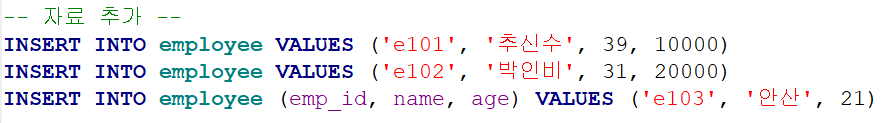 -- 자료 추가 --
INSERT INTO employee VALUES ('e101', '추신수', 39, 10000)
INSERT INTO employee VALUES ('e102', '박인비', 31, 20000)
INSERT INTO employee (emp_id, name, age) VALUES ('e103', '안산', 21)